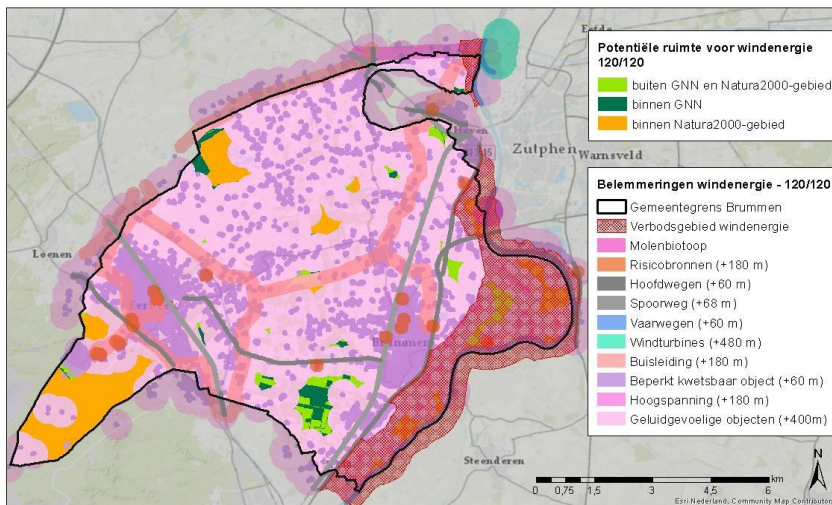 Potentiële ruimte voor windenergie
120/120
buiten GNN en Natura2000-gebied
binnen GNN
binnen Natura2000-gebied
Zutphen
Warnsveld
Belemmeringen windenergie - 120/120
Gemeentegrens Brummen
Verbodsgebied windenergie
Molenbiotoop
Risicobronnen (+180 m)
Hoofdwegen (+60 m)
Spoorweg (+68 m)
Vaarwegen (+60 m)
Windturbines (+480 m)
Buisleiding (+180 m)
Beperkt kwetsbaar object (+60 m)
Hoogspanning (+180 m)
Geluidgevoelige objecten (+400m)
Loenen
Brummen
Steenderen
N
km
0 0,75 1,5 3 4,5 6
Esri Nederland, Community Map Contributors